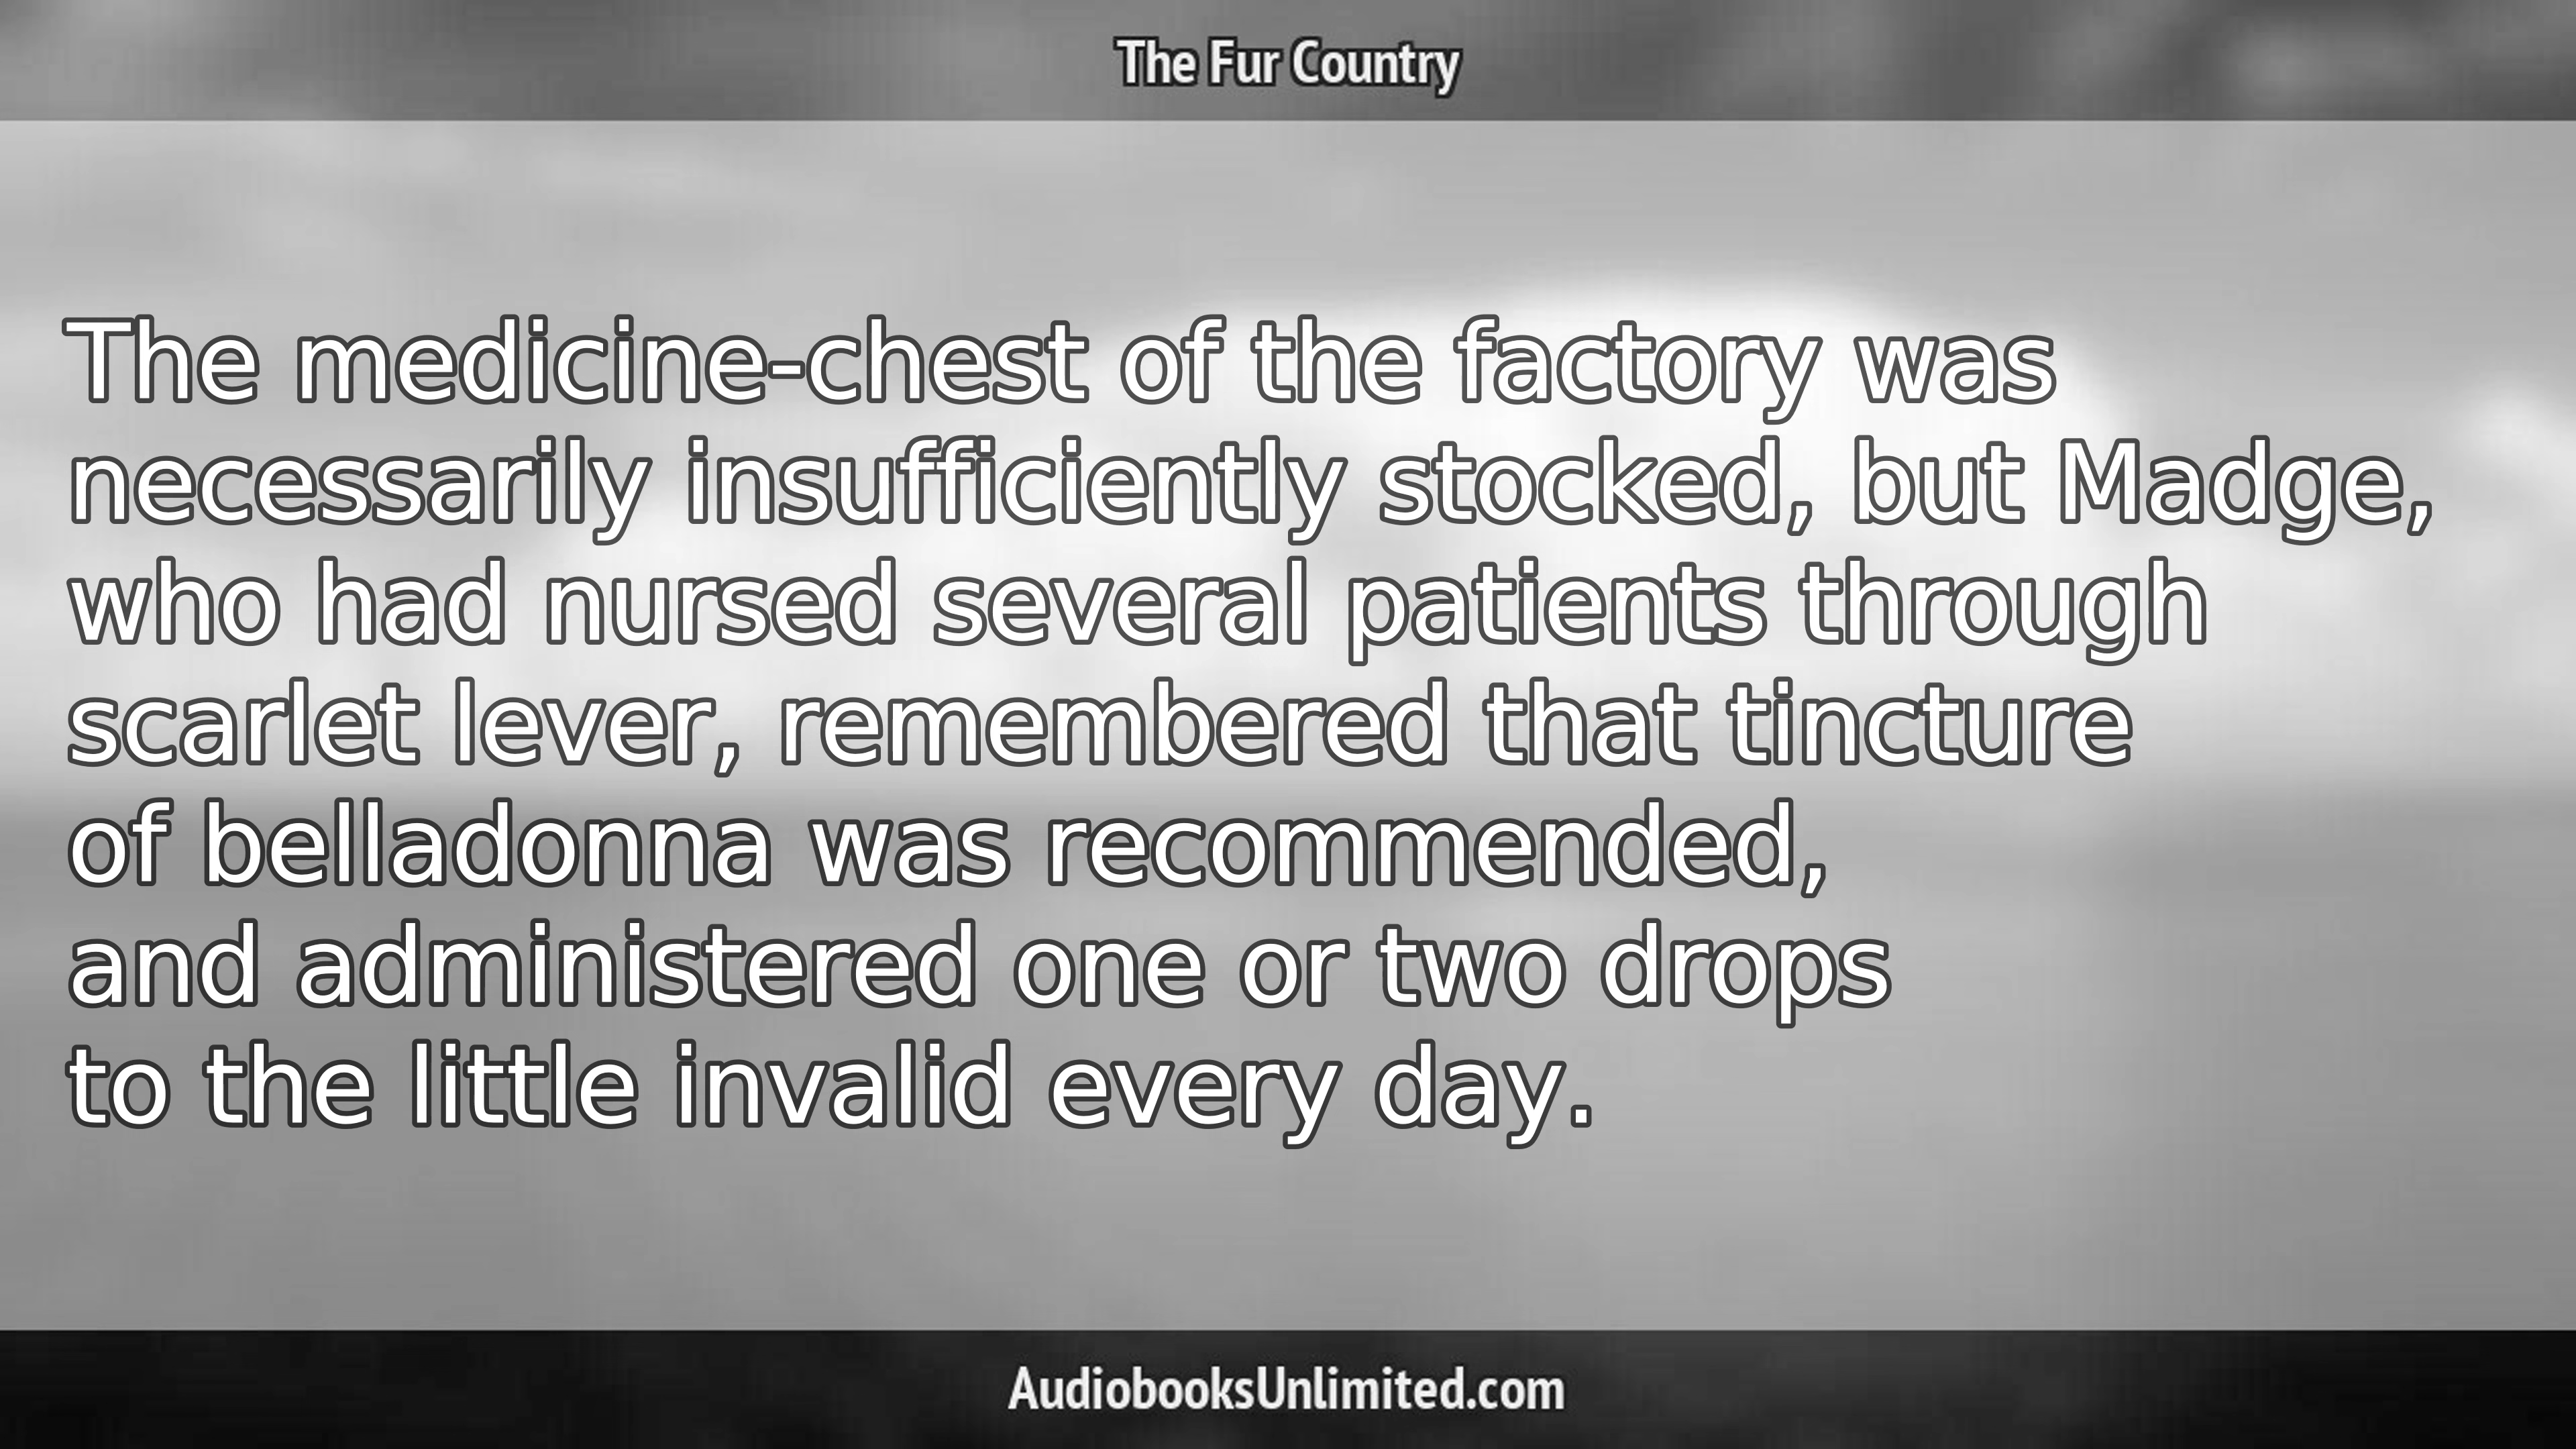 The Fur Country
The medicine-chest of the factory was
necessarily insufficiently stocked, but Madge,
who had nursed several patients through
scarlet lever, remembered that tincture
of belladonna was recommended,
and administered one or two drops
to the little invalid every day.
AudiobooksUnlimited.com